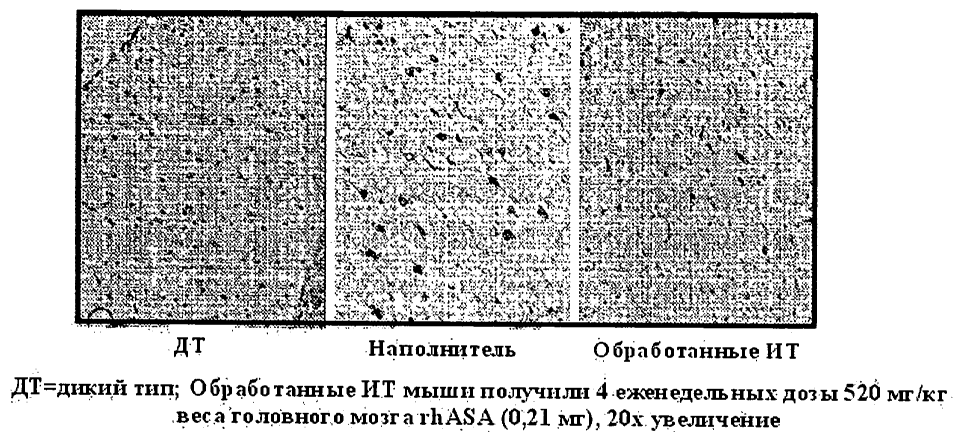 ДТ Наполнитель Обработанные ИТ
ДТ=дикий тип; Обработанные ИТ мыши получили 4 еженедельных дозы 520 мг/кг
веса головного мозга rhASA (0,21 мг), 20х увеличение